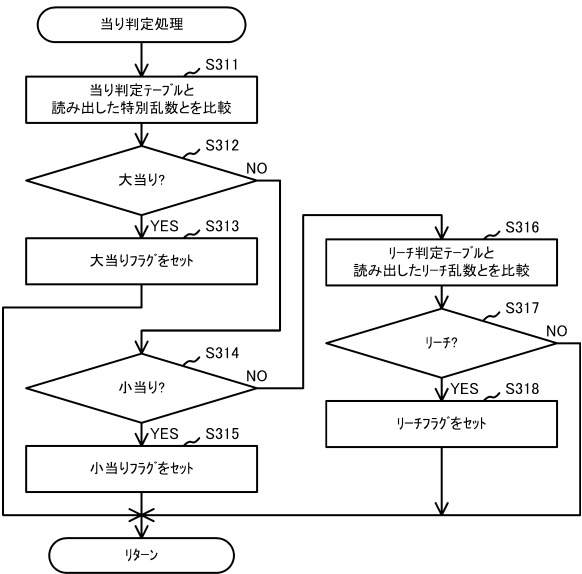 当り判定処理
S311
当り判定ﾃｰﾌﾞﾙと
読み出した特別乱数とを比較
S312
大当り?
NO
YES
S313
大当りﾌﾗｸﾞをｾｯﾄ
S314
小当り?
NO
YES
S315
小当りﾌﾗｸﾞをｾｯﾄ
S316
ﾘｰﾁ判定ﾃｰﾌﾞﾙと
読み出したﾘｰﾁ乱数とを比較
S317
ﾘｰﾁ?
NO
YES
S318
ﾘｰﾁﾌﾗｸﾞをｾｯﾄ
ﾘﾀｰﾝ